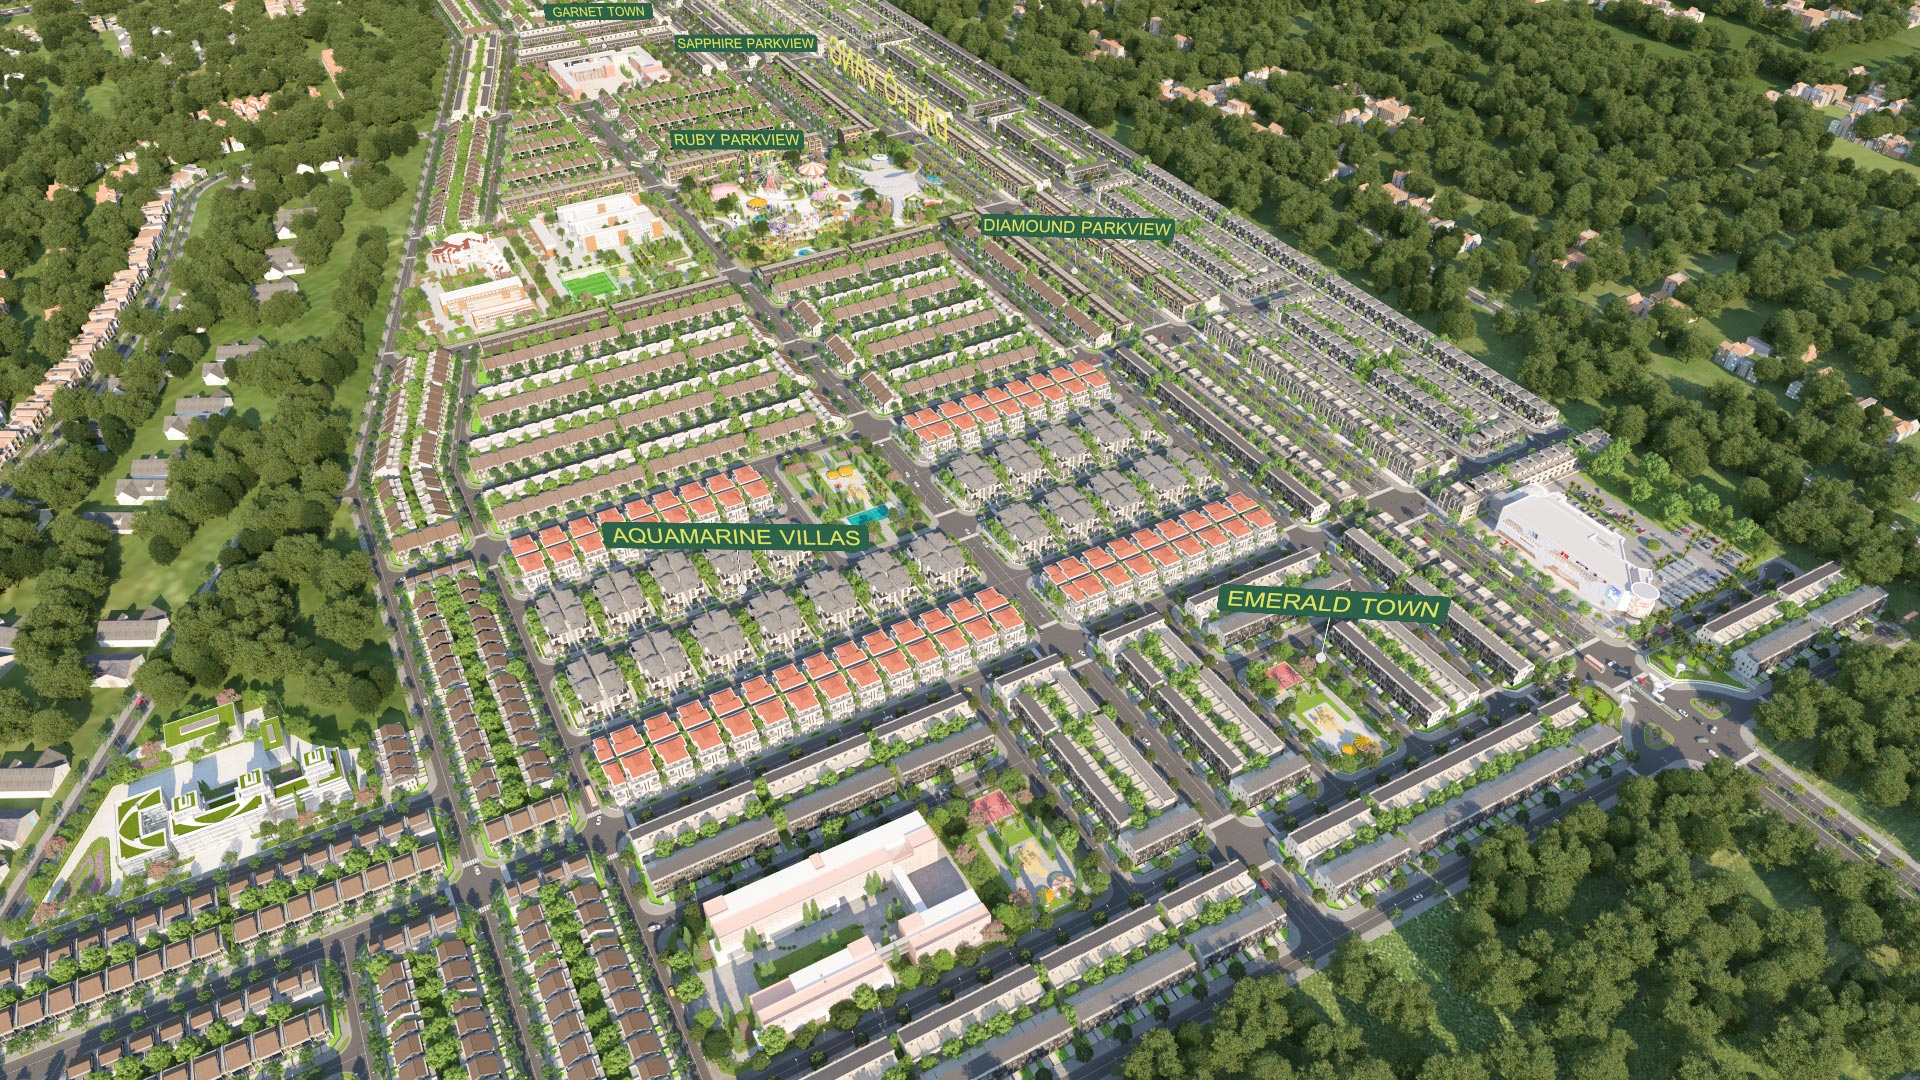 GARNET TOWN
SAPPHIRE PARKVIEW
ĐẠI LỘ VÀNG
RUBY PARKVIEW
DIAMOUND PARKVIEW
AQUAMARINE VILLAS
EMERALD TOWN